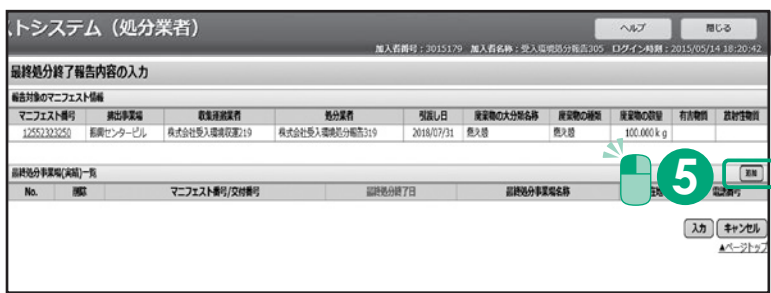 トシステム（処分業者）
ヘルプ 閉じる
加入者番号：3015179 加入者名称：受入環境処分報告305 ログイン時刻：2015/05/14 18:20:42
最終処分終了報告内容の入力
報告対象のマニフェスト情報
マニフェスト番号 排出事業場 収集運搬業者 処分業者 引渡し日 廃棄物の大分類名称 廃棄物の種類 廃棄物の数量 有害物質 放射性物質
12552323250 振興センタービル 株式会社受入環境収運219 株式会社受入環境処分報告319 2018/07/31 燃え殻 燃え殻 100.000kg
最終処分事業場(実績)一覧 追加
5
No. 削除 マニフェスト番号/交付番号 最終処分終了日 最終処分事業場名称 電話番号
入力 キャンセル
▲ページトップ